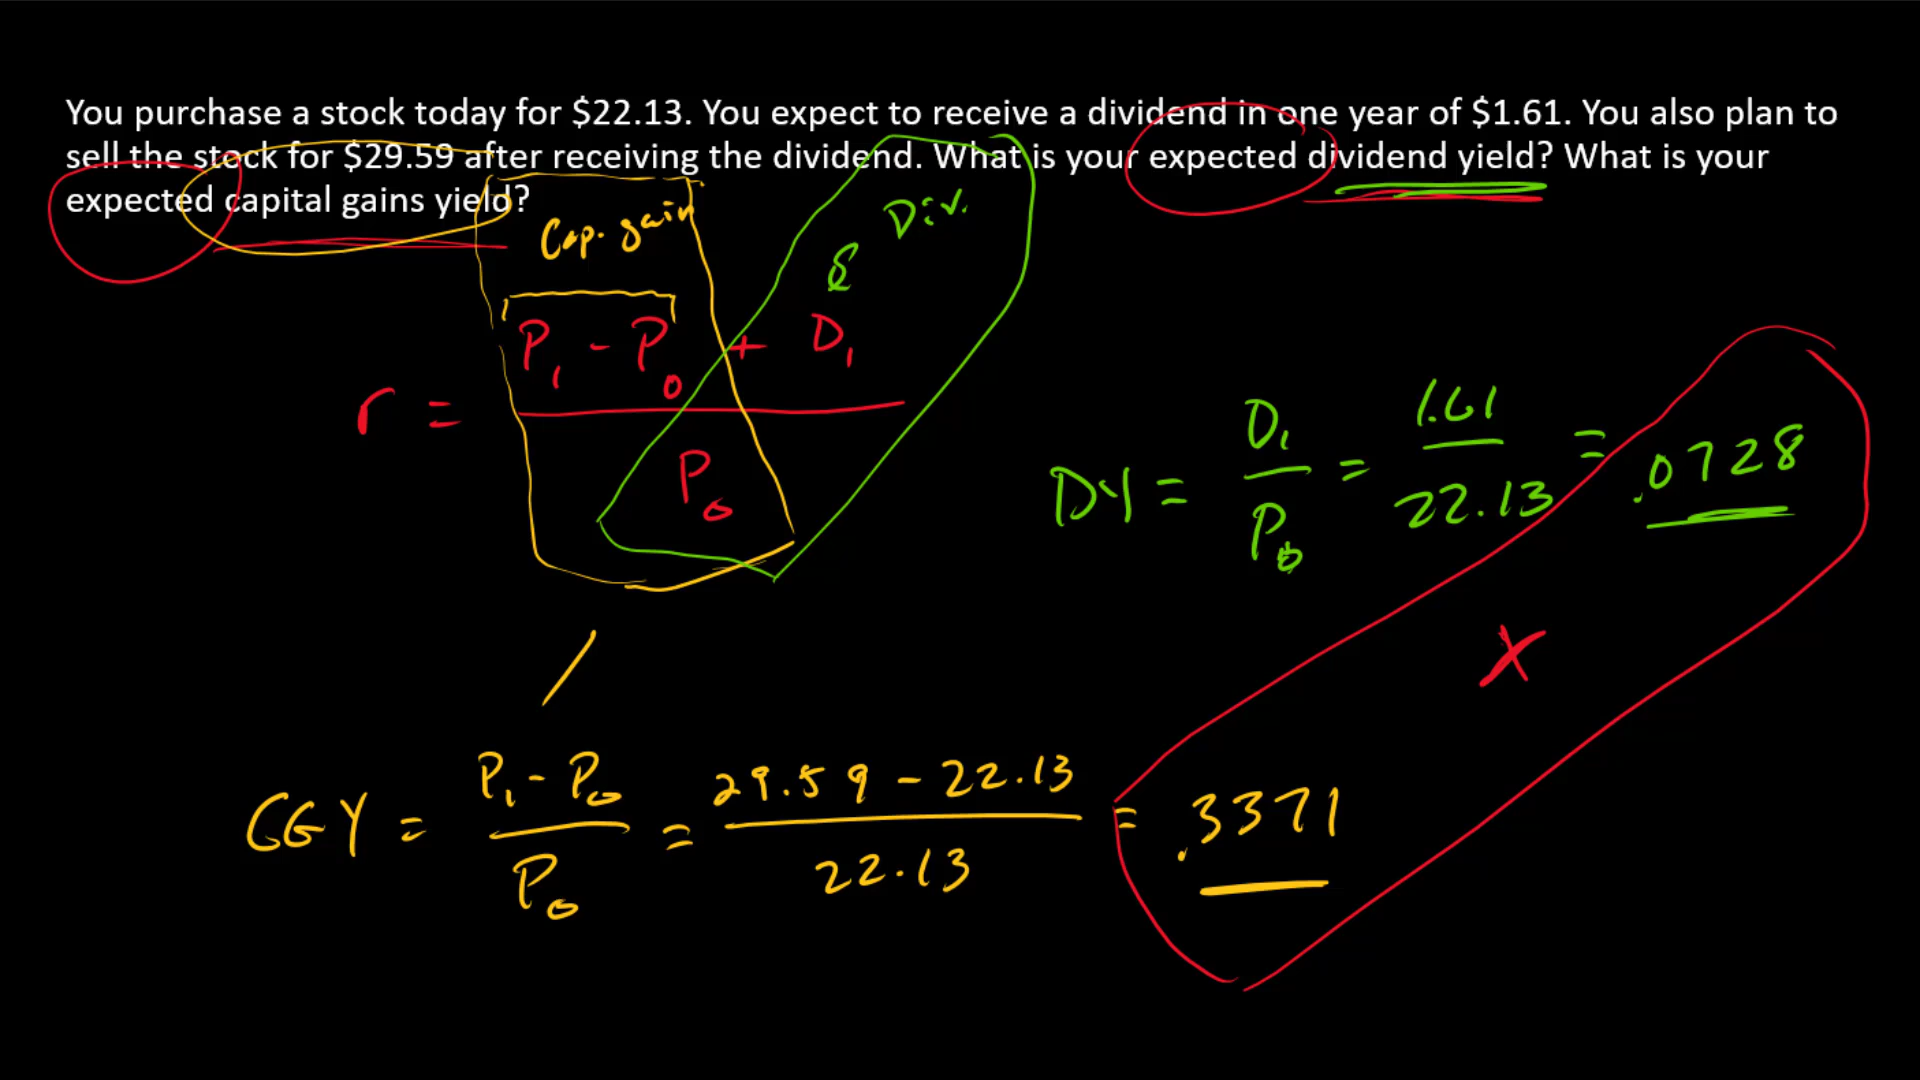 You purchase a stock today for $22.13. You expect to receive a dividend in one year of $1.61. You also plan to
sell the stock for $29.59 after receiving the dividend. What is your expected dividend yield? What is your
expected capital gains yield?
Cap. gain
Div.
r = P₁ - P₀ + D₁
P₀
DY = D₁ / P₀ = 1.61 / 22.13 = .0728
X
CGY = P₁ - P₀ / P₀ = 29.59 - 22.13 / 22.13 = .3371